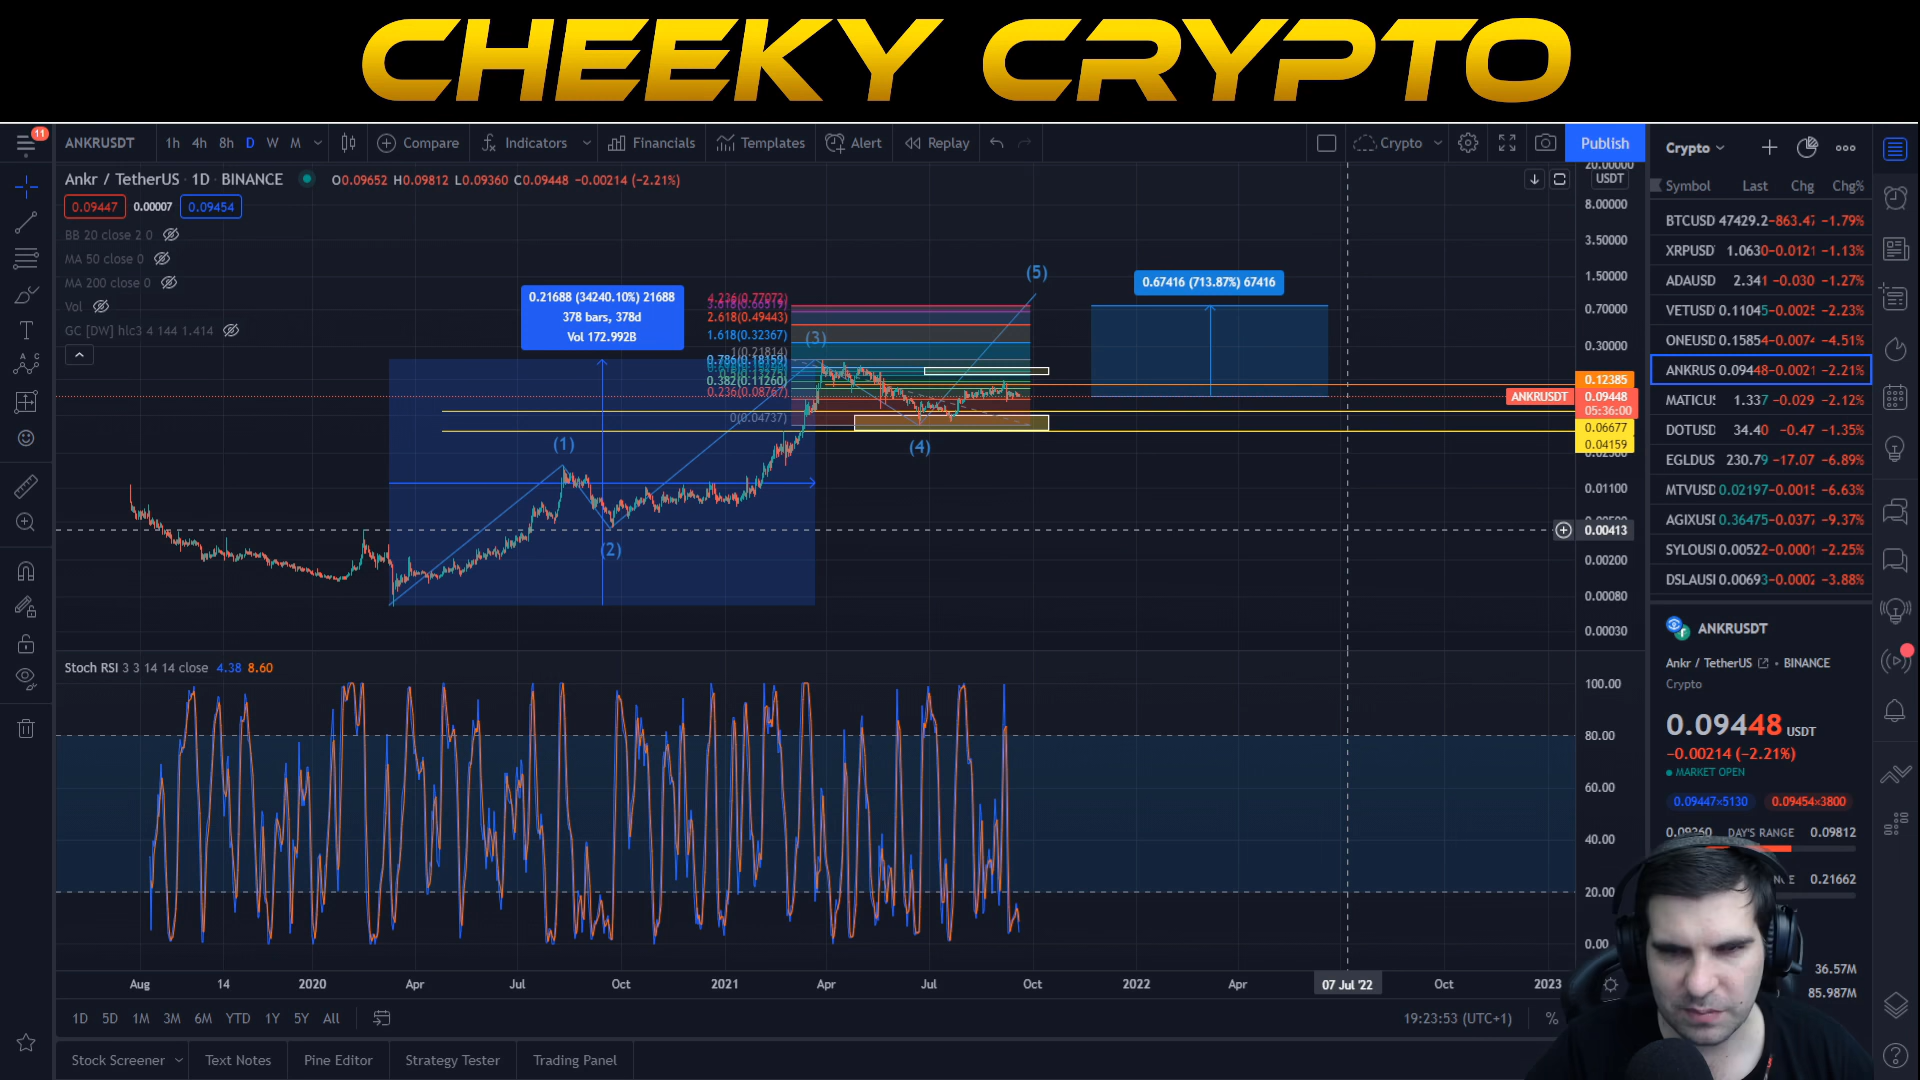 CHEEKY CRYPTO
11
ANKRUSDT 1h 4h 8h D W M Compare Indicators Financials Templates Alert Replay Crypto Publish
Ankr / TetherUS · 1D · BINANCE O0.09652 H0.09812 L0.09360 C0.09448 −0.00214 (−2.21%)
0.09447 0.00007 0.09454
BB 20 close 2 0
MA 50 close 0
MA 200 close 0
Vol
GC [DW] hlc3 4 144 1.414
0.21688 (34240.10%) 21688
378 bars, 378d
Vol 172.992B
4.236(0.77072)
2.618(0.49443)
1.618(0.32367)
1(0.21814)
0.786(0.18159)
0.382(0.11260)
0.236(0.08767)
0(0.04737)
(1)
(2)
(3)
(4)
(5)
0.67416 (713.87%) 67416
USDT
8.00000
3.50000
1.50000
0.70000
0.30000
0.12385
ANKRUSDT 0.09448
05:36:00
0.06677
0.04159
0.01100
0.00413
0.00200
0.00080
0.00030
Stoch RSI 3 3 14 14 close 4.38 8.60
100.00
80.00
60.00
40.00
20.00
0.00
Aug 14 2020 Apr Jul Oct 2021 Apr Jul Oct 2022 Apr 07 Jul '22 Oct 2023
1D 5D 1M 3M 6M YTD 1Y 5Y All 19:23:53 (UTC+1) %
Stock Screener Text Notes Pine Editor Strategy Tester Trading Panel
Crypto
Symbol Last Chg Chg%
BTCUSD 47429.2 −863.47 −1.79%
XRPUSD 1.0630 −0.0121 −1.13%
ADAUSD 2.341 −0.030 −1.27%
VETUSD 0.11045 −0.0025 −2.23%
ONEUSD 0.15854 −0.0074 −4.51%
ANKRUS 0.09448 −0.0021 −2.21%
MATICUS 1.337 −0.029 −2.12%
DOTUSD 34.40 −0.47 −1.35%
EGLDUS 230.79 −17.07 −6.89%
MTVUSD 0.02197 −0.0015 −6.63%
AGIXUSI 0.36475 −0.0377 −9.37%
SYLOUSI 0.00522 −0.0001 −2.25%
DSLAUSI 0.00693 −0.0002 −3.88%
ANKRUSDT
Ankr / TetherUS • BINANCE
Crypto
0.09448 USDT
−0.00214 (−2.21%)
MARKET OPEN
0.09447×5130 0.09454×3800
0.09360 DAY'S RANGE 0.09812
0.21662
36.57M
85.987M